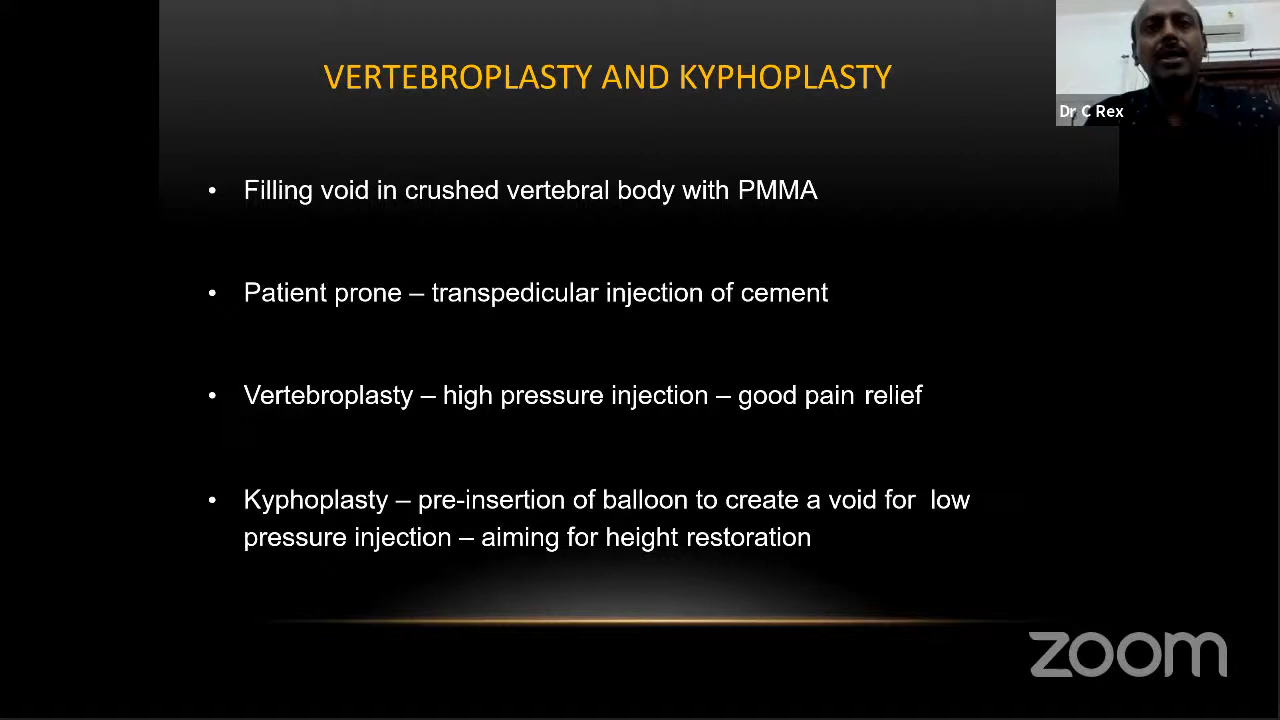 VERTEBROPLASTY AND KYPHOPLASTY
Dr C Rex
• Filling void in crushed vertebral body with PMMA
• Patient prone – transpedicular injection of cement
• Vertebroplasty – high pressure injection – good pain relief
• Kyphoplasty – pre-insertion of balloon to create a void for low
pressure injection – aiming for height restoration
zoom